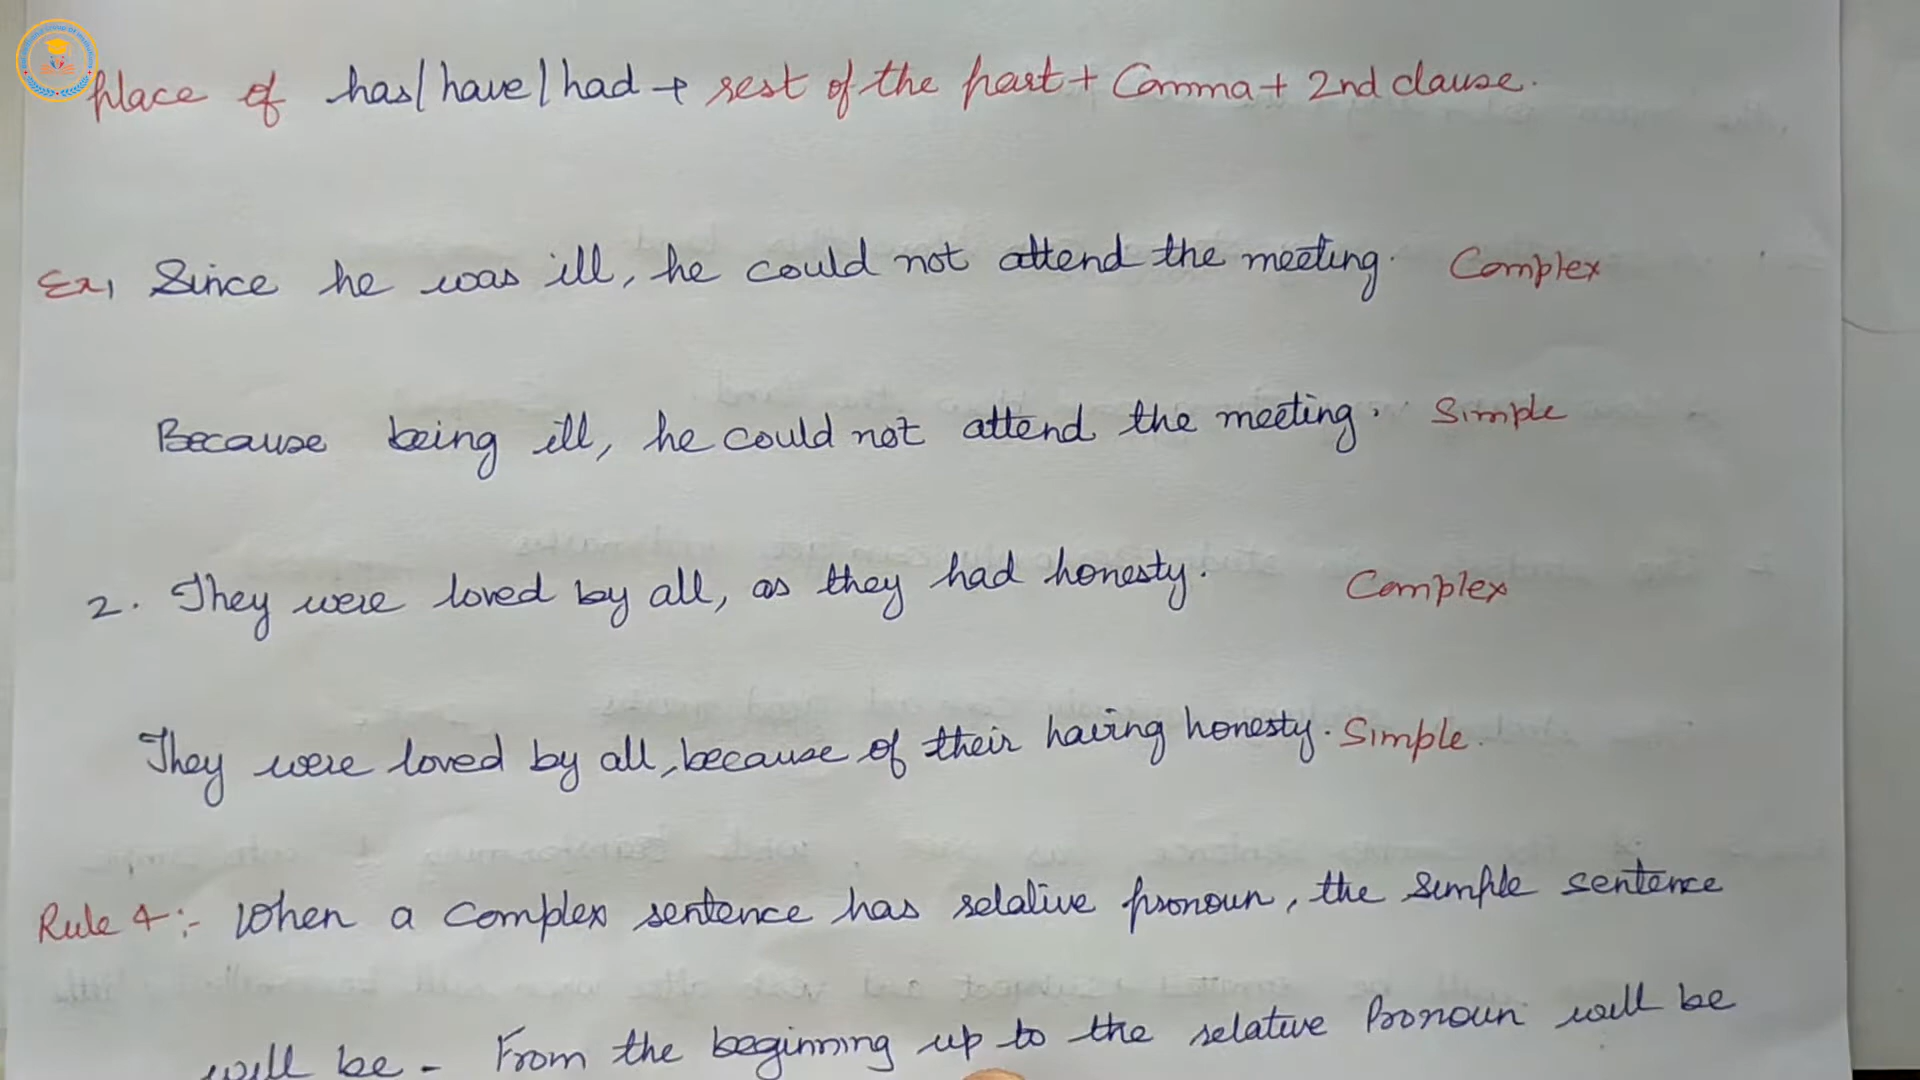 place of has/have/had + rest of the part + Comma + 2nd clause.
Ex, Since he was ill, he could not attend the meeting. Complex
Because being ill, he could not attend the meeting. Simple
2. They were loved by all, as they had honesty. Complex
They were loved by all, because of their having honesty. Simple.
Rule 4:- When a complex sentence has relative pronoun, the simple sentence
will be - From the beginning up to the relative Pronoun will be